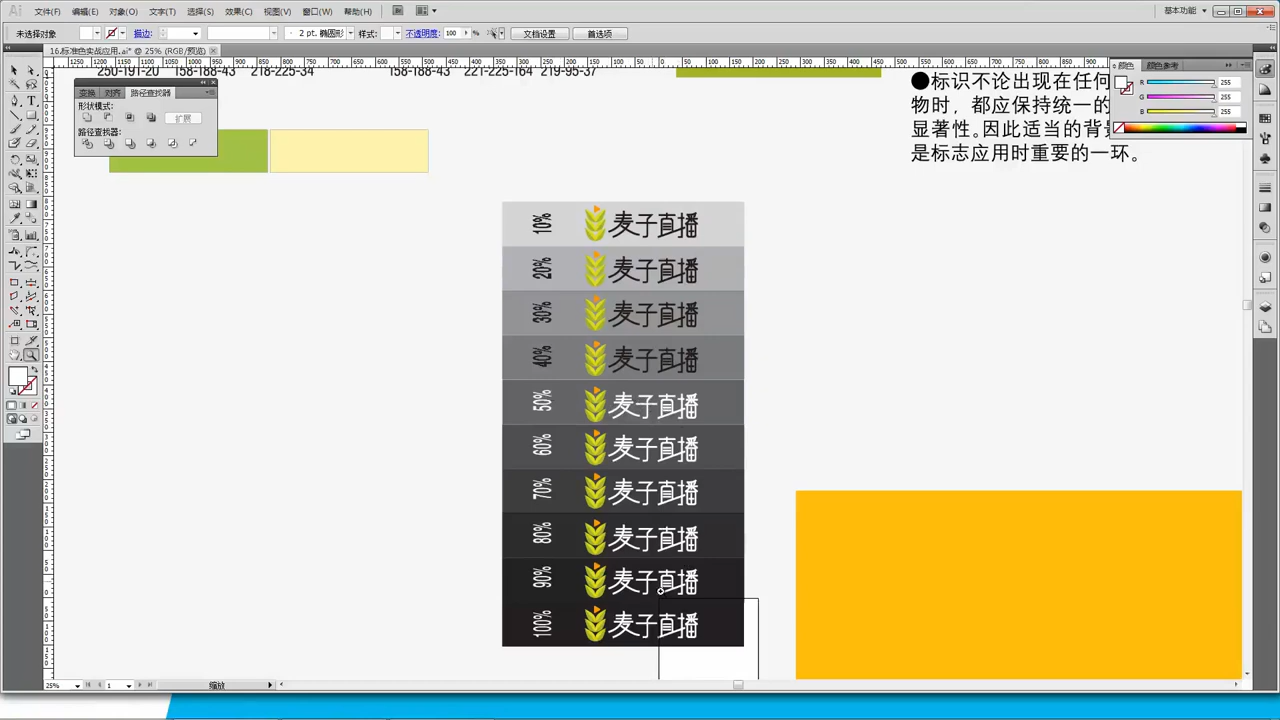 Ai 文件(F) 编辑(E) 对象(O) 文字(T) 选择(S) 效果(C) 视图(V) 窗口(W) 帮助(H) Br 基本功能
未选择对象 描边: 2 pt. 椭圆形 样式: 不透明度: 100 % 文档设置 首选项
16.标准色实战应用.ai* @ 25% (RGB/预览)
250-191-20 158-188-43 218-225-34 158-188-43 221-225-164 219-95-37
变换 对齐 路径查找器
形状模式:
扩展
路径查找器:
颜色 颜色参考
R 255
G 255
B 255
●标识不论出现在任何
物时，都应保持统一的
显著性。因此适当的背景
是标志应用时重要的一环。
10% 麦子直播
20% 麦子直播
30% 麦子直播
40% 麦子直播
50% 麦子直播
60% 麦子直播
70% 麦子直播
80% 麦子直播
90% 麦子直播
100% 麦子直播
25% 1 缩放